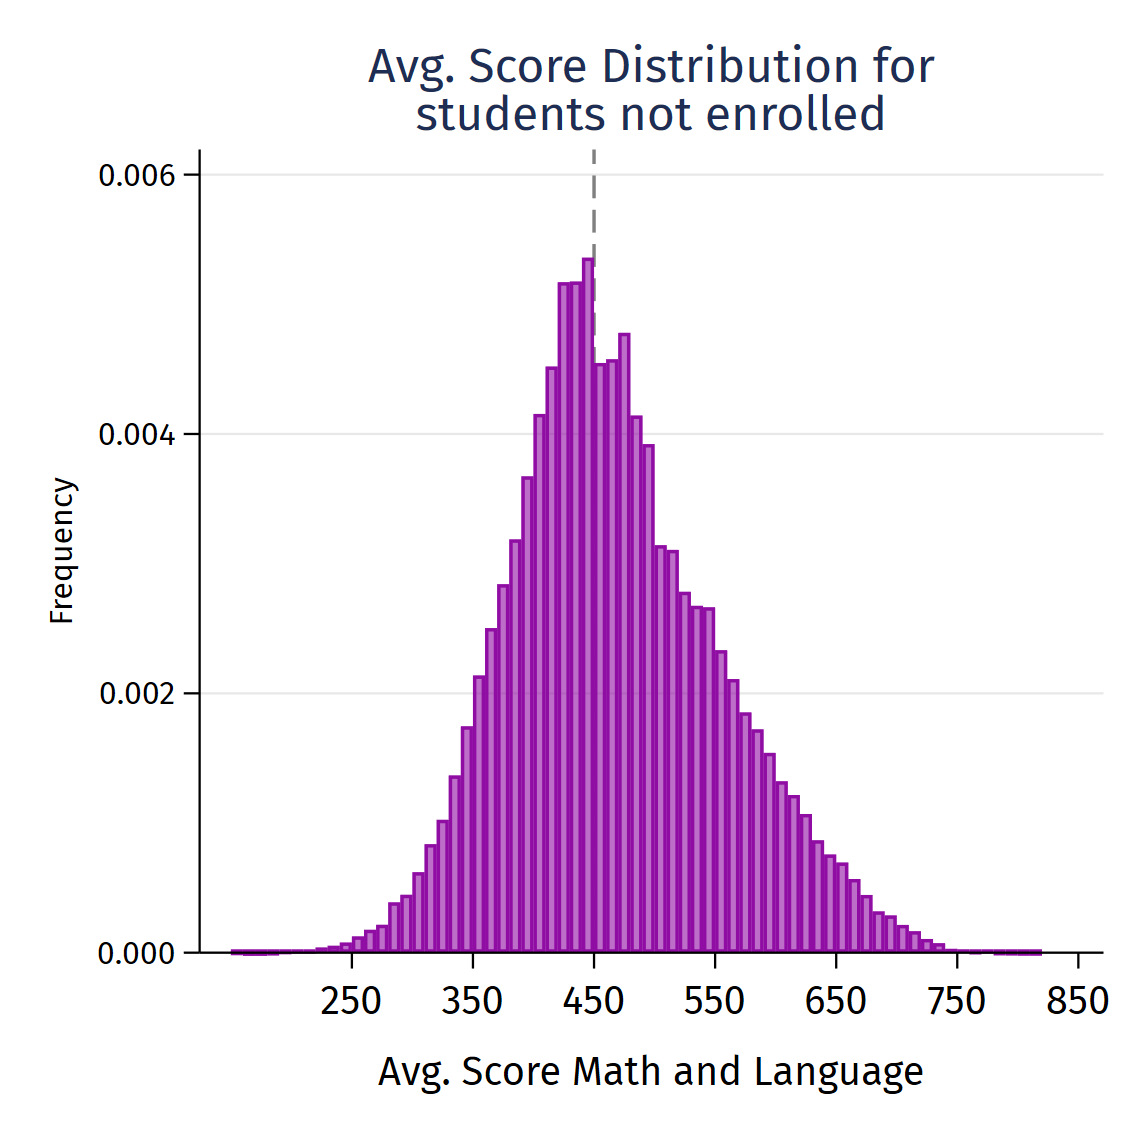 Avg. Score Distribution for
students not enrolled
0.006
0.004
0.002
0.000
Frequency
250 350 450 550 650 750 850
Avg. Score Math and Language